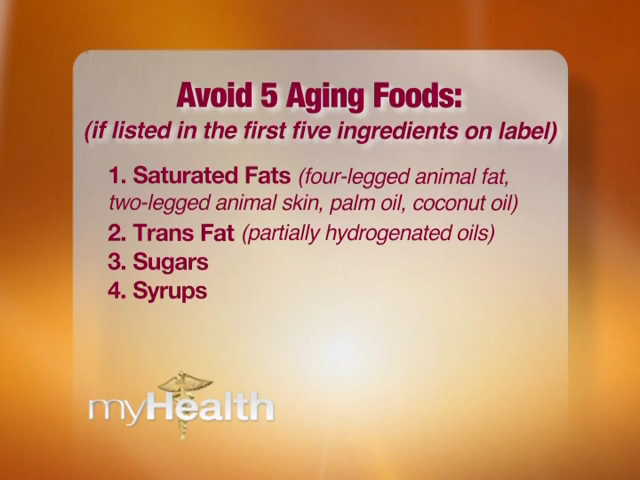 Avoid 5 Aging Foods:
(if listed in the first five ingredients on label)
1. Saturated Fats (four-legged animal fat,
two-legged animal skin, palm oil, coconut oil)
2. Trans Fat (partially hydrogenated oils)
3. Sugars
4. Syrups
myHealth